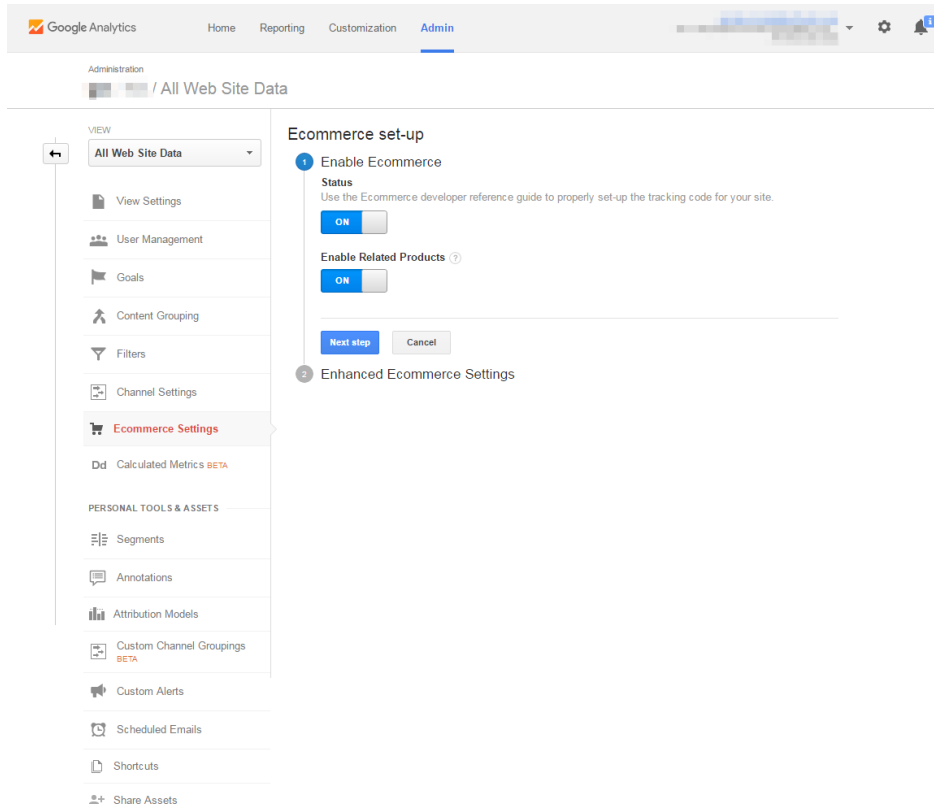 Google Analytics
Home Reporting Customization Admin
Administration
/ All Web Site Data
VIEW
All Web Site Data
View Settings
User Management
Goals
Content Grouping
Filters
Channel Settings
Ecommerce Settings
Dd Calculated Metrics BETA
PERSONAL TOOLS & ASSETS
Segments
Annotations
Attribution Models
Custom Channel Groupings
BETA
Custom Alerts
Scheduled Emails
Shortcuts
Share Assets
Ecommerce set-up
1 Enable Ecommerce
Status
Use the Ecommerce developer reference guide to properly set-up the tracking code for your site.
ON
Enable Related Products ?
ON
Next step Cancel
2 Enhanced Ecommerce Settings